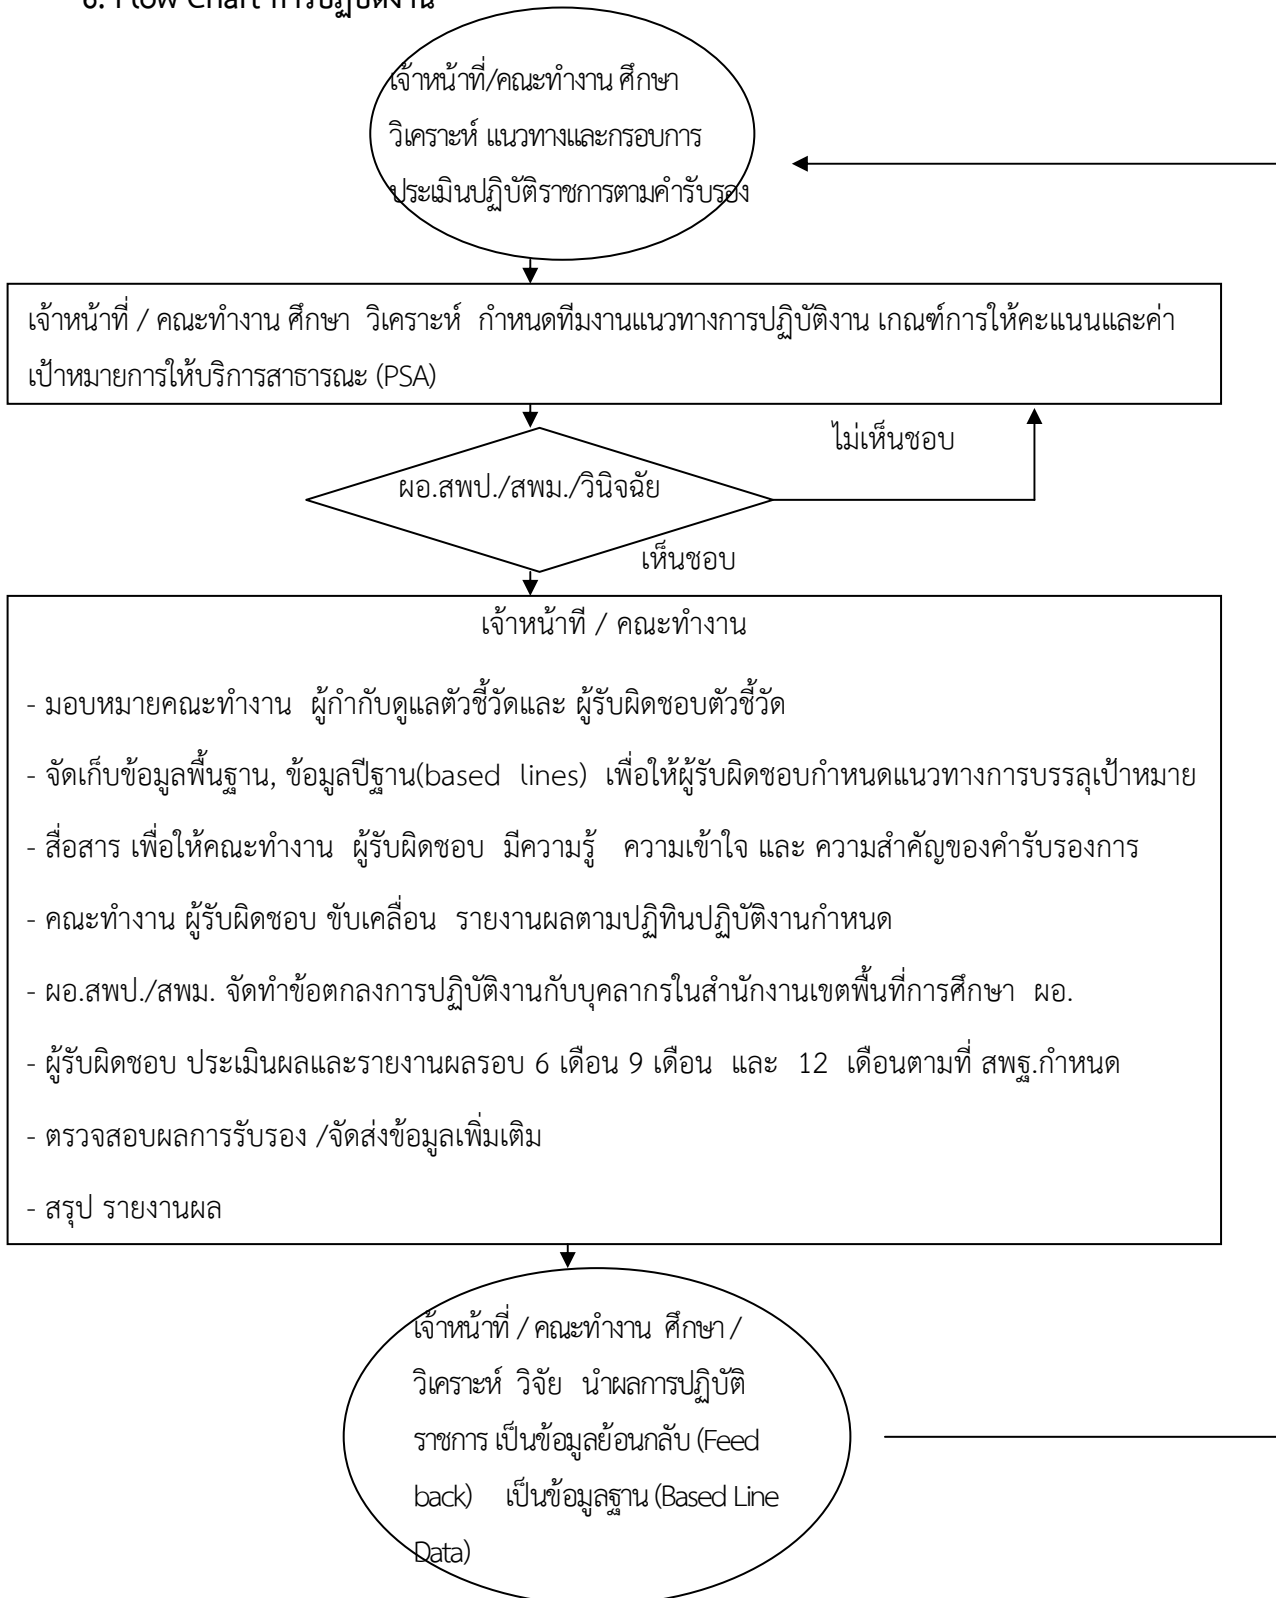 6. Flow Chart การปฏิบัติงาน
เจ้าหน้าที่/คณะทำงาน ศึกษา
วิเคราะห์ แนวทางและกรอบการ
ประเมินปฏิบัติราชการตามคำรับรอง
เจ้าหน้าที่ / คณะทำงาน ศึกษา วิเคราะห์ กำหนดทีมงานแนวทางการปฏิบัติงาน เกณฑ์การให้คะแนนและค่า
เป้าหมายการให้บริการสาธารณะ (PSA)
ไม่เห็นชอบ
ผอ.สพป./สพม./วินิจฉัย
เห็นชอบ
เจ้าหน้าที / คณะทำงาน
- มอบหมายคณะทำงาน ผู้กำกับดูแลตัวชี้วัดและ ผู้รับผิดชอบตัวชี้วัด
- จัดเก็บข้อมูลพื้นฐาน, ข้อมูลปีฐาน(based lines) เพื่อให้ผู้รับผิดชอบกำหนดแนวทางการบรรลุเป้าหมาย
- สื่อสาร เพื่อให้คณะทำงาน ผู้รับผิดชอบ มีความรู้ ความเข้าใจ และ ความสำคัญของคำรับรองการ
- คณะทำงาน ผู้รับผิดชอบ ขับเคลื่อน รายงานผลตามปฏิทินปฏิบัติงานกำหนด
- ผอ.สพป./สพม. จัดทำข้อตกลงการปฏิบัติงานกับบุคลากรในสำนักงานเขตพื้นที่การศึกษา ผอ.
- ผู้รับผิดชอบ ประเมินผลและรายงานผลรอบ 6 เดือน 9 เดือน และ 12 เดือนตามที่ สพฐ.กำหนด
- ตรวจสอบผลการรับรอง /จัดส่งข้อมูลเพิ่มเติม
- สรุป รายงานผล
เจ้าหน้าที่ / คณะทำงาน ศึกษา /
วิเคราะห์ วิจัย นำผลการปฏิบัติ
ราชการ เป็นข้อมูลย้อนกลับ (Feed
back) เป็นข้อมูลฐาน (Based Line
Data)